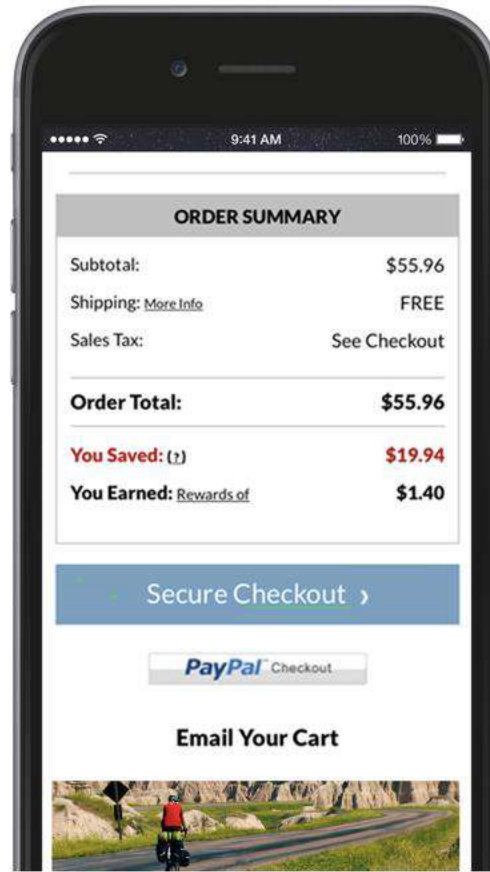 9:41 AM 100%
ORDER SUMMARY
Subtotal: $55.96
Shipping: More Info FREE
Sales Tax: See Checkout
Order Total: $55.96
You Saved: (?) $19.94
You Earned: Rewards of $1.40
Secure Checkout ›
PayPal™ Checkout
Email Your Cart